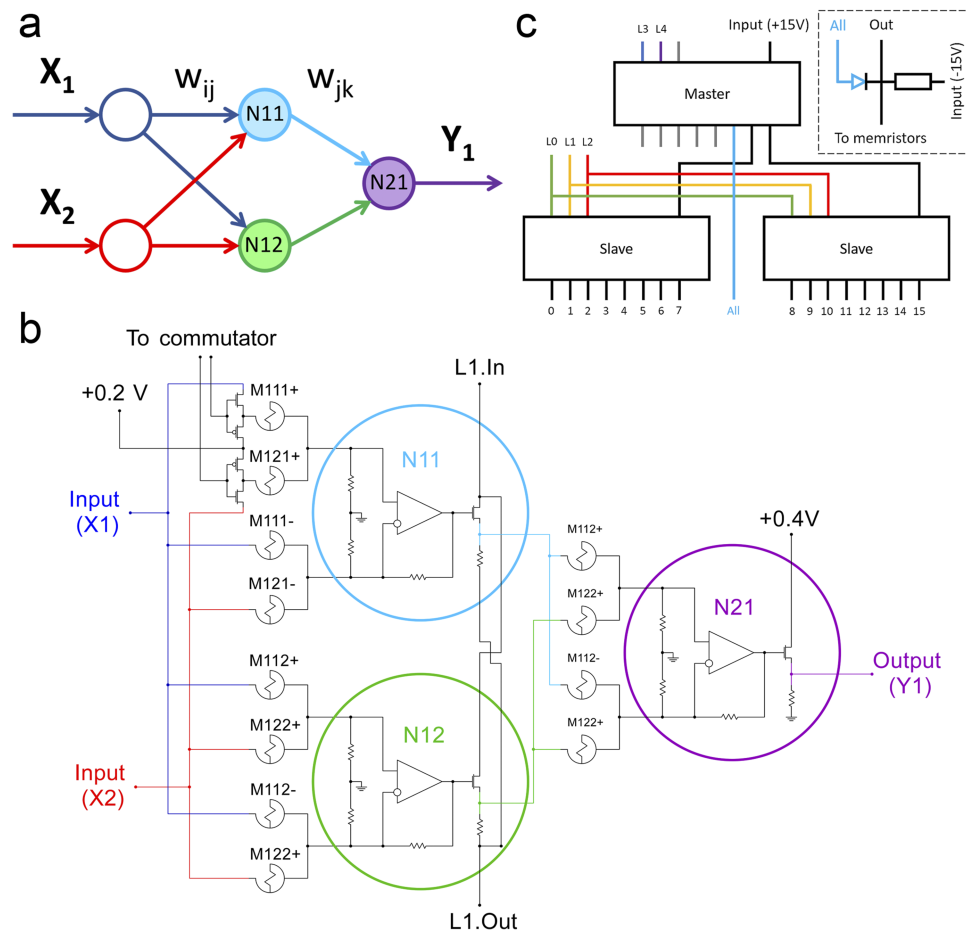 a
X1
X2
wij
wjk
N11
N12
N21
Y1
c
L3 L4
Input (+15V)
Master
L0 L1 L2
Slave
Slave
0 1 2 3 4 5 6 7
All
8 9 10 11 12 13 14 15
All
Out
Input (-15V)
To memristors
b
To commutator
+0.2 V
M111+
M121+
Input
(X1)
M111-
M121-
M112+
M122+
Input
(X2)
M112-
M122+
N11
N12
L1.In
L1.Out
M112+
M122+
M112-
M122+
+0.4V
N21
Output
(Y1)